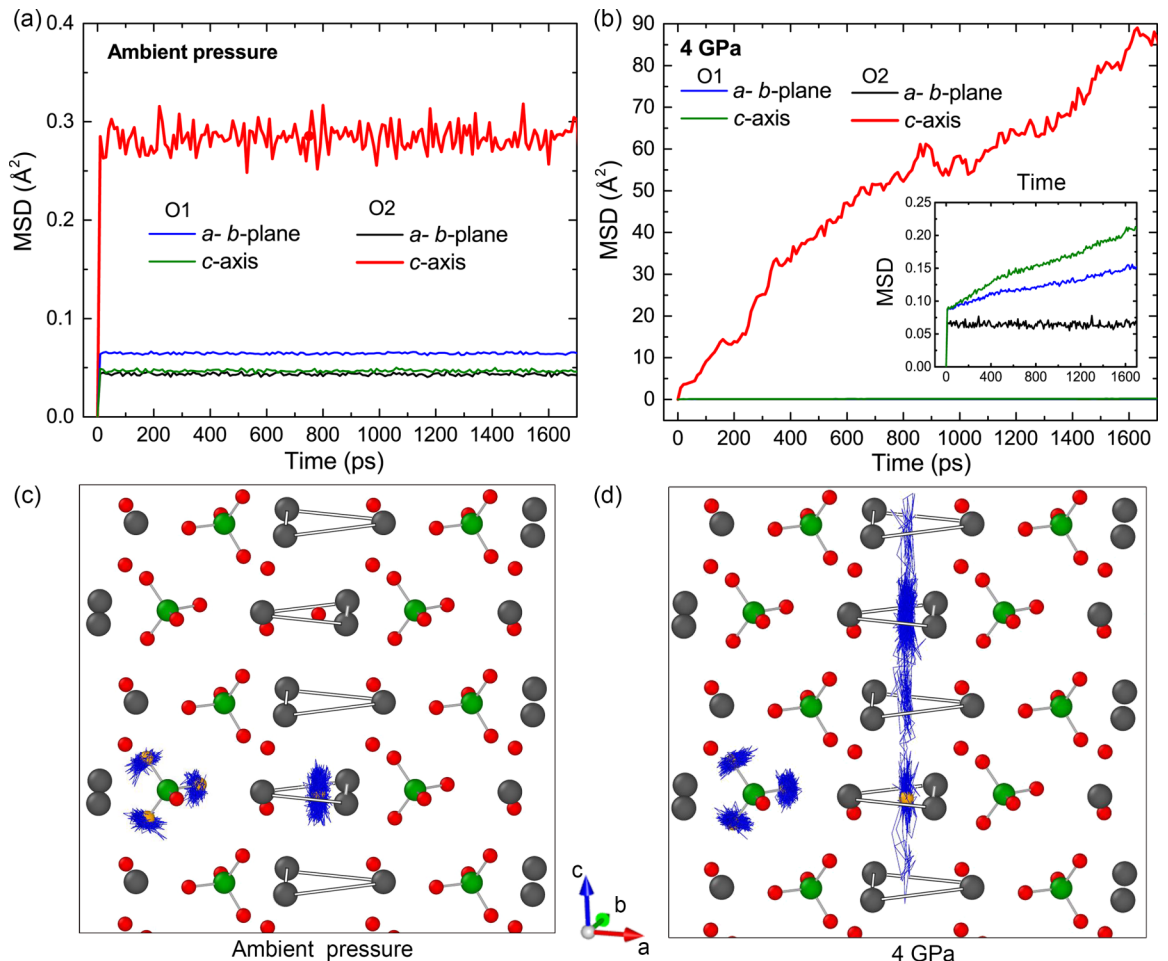 (a)
0.4
0.3
0.2
0.1
0.0
MSD (Å²)
Ambient pressure
O1 O2
a- b-plane a- b-plane
c-axis c-axis
0 200 400 600 800 1000 1200 1400 1600
Time (ps)
(b)
90
80
70
60
50
40
30
20
10
0
MSD (Å²)
4 GPa
O1 O2
a- b-plane a- b-plane
c-axis c-axis
Time
0.25
0.20
0.15
0.10
0.05
0.00
MSD
0 400 800 1200 1600
0 200 400 600 800 1000 1200 1400 1600
Time (ps)
(c)
Ambient pressure
(d)
4 GPa
c
b
a